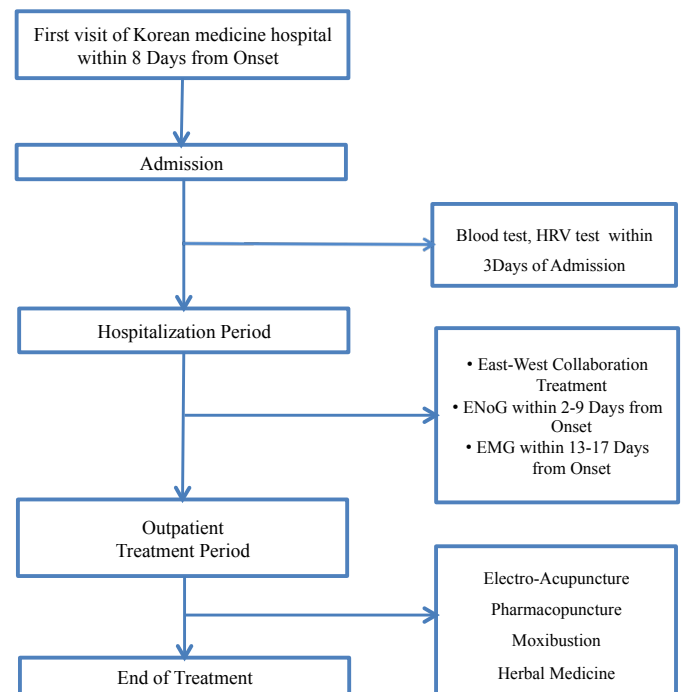 First visit of Korean medicine hospital
within 8 Days from Onset
Admission
Blood test, HRV test within
3Days of Admission
Hospitalization Period
• East-West Collaboration
Treatment
• ENoG within 2-9 Days from
Onset
• EMG within 13-17 Days
from Onset
Outpatient
Treatment Period
Electro-Acupuncture
Pharmacopuncture
Moxibustion
Herbal Medicine
End of Treatment